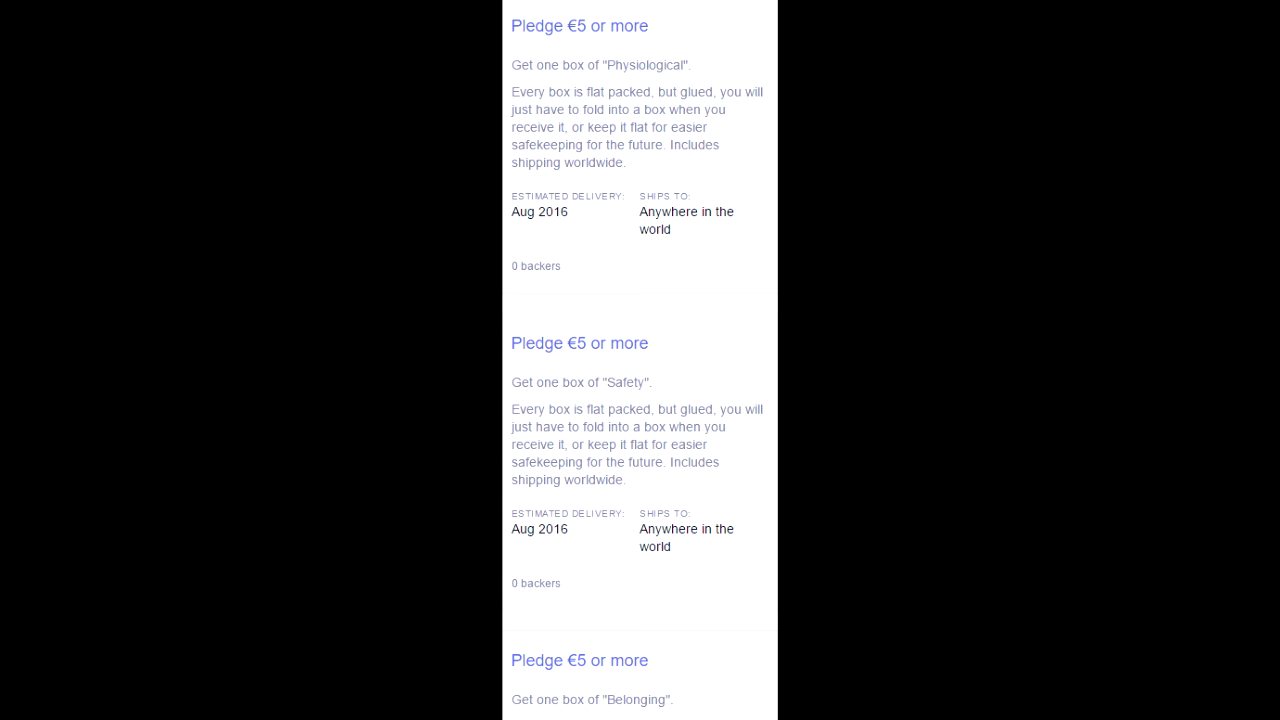 Pledge €5 or more
Get one box of "Physiological".
Every box is flat packed, but glued, you will
just have to fold into a box when you
receive it, or keep it flat for easier
safekeeping for the future. Includes
shipping worldwide.
ESTIMATED DELIVERY: SHIPS TO:
Aug 2016 Anywhere in the
world
0 backers
Pledge €5 or more
Get one box of "Safety".
Every box is flat packed, but glued, you will
just have to fold into a box when you
receive it, or keep it flat for easier
safekeeping for the future. Includes
shipping worldwide.
ESTIMATED DELIVERY: SHIPS TO:
Aug 2016 Anywhere in the
world
0 backers
Pledge €5 or more
Get one box of "Belonging".